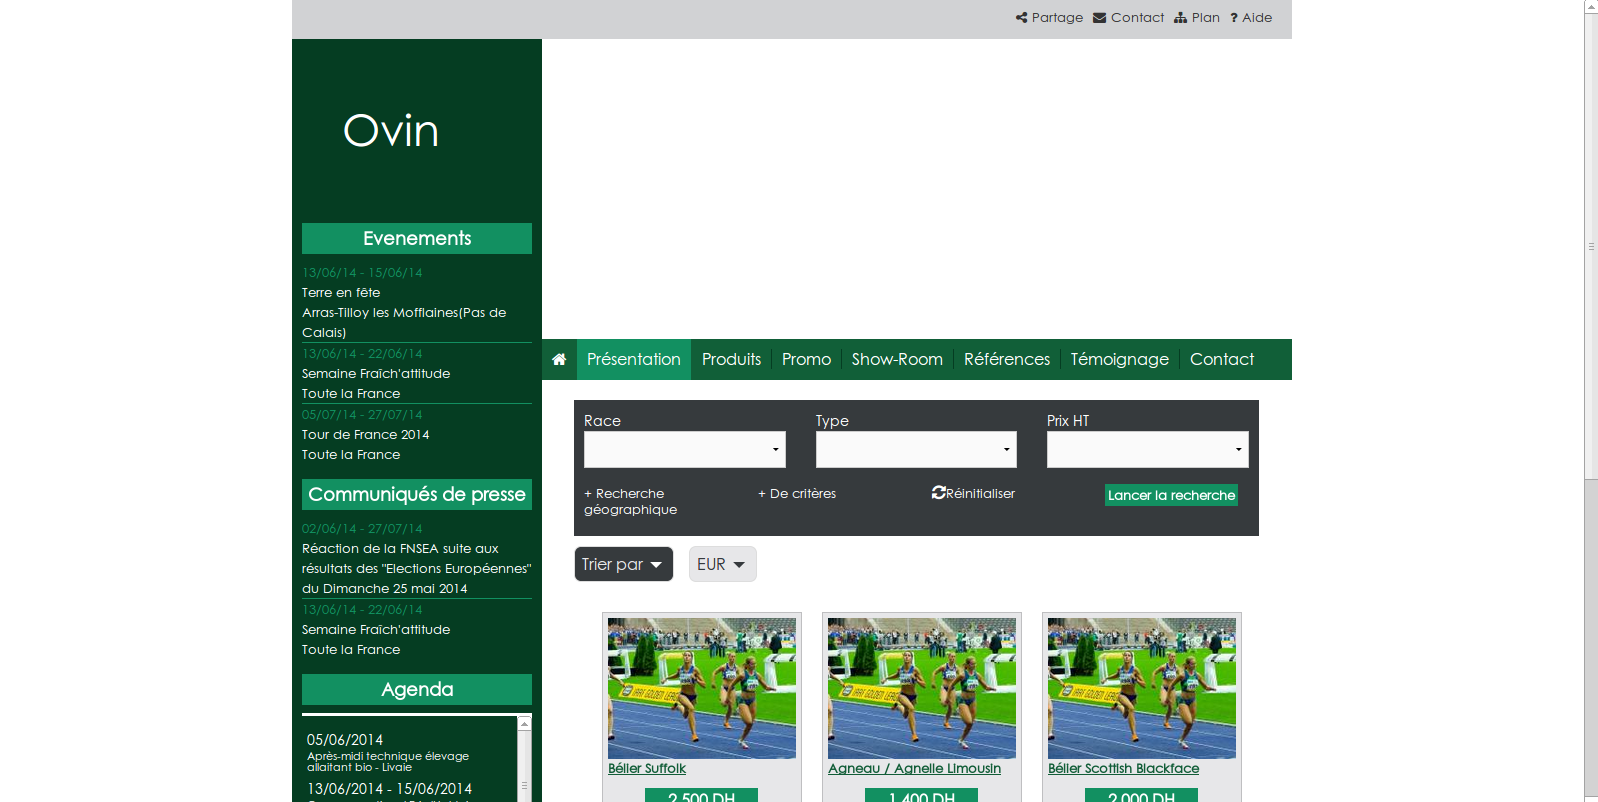 Partage Contact Plan ? Aide
Ovin
Evenements
13/06/14 - 15/06/14
Terre en fête
Arras-Tilloy les Mofflaines(Pas de
Calais)
13/06/14 - 22/06/14
Semaine Fraîch'attitude
Toute la France
05/07/14 - 27/07/14
Tour de France 2014
Toute la France
Communiqués de presse
02/06/14 - 27/07/14
Réaction de la FNSEA suite aux
résultats des "Elections Européennes"
du Dimanche 25 mai 2014
13/06/14 - 22/06/14
Semaine Fraîch'attitude
Toute la France
Agenda
05/06/2014
Après-midi technique élevage
allaitant bio - Livaie
13/06/2014 - 15/06/2014
Présentation Produits Promo Show-Room Références Témoignage Contact
Race Type Prix HT
+ Recherche
géographique
+ De critères
Réinitialiser
Lancer la recherche
Trier par
EUR
Bélier Suffolk
2 500 DH
Agneau / Agnelle Limousin
1 400 DH
Bélier Scottish Blackface
2 000 DH